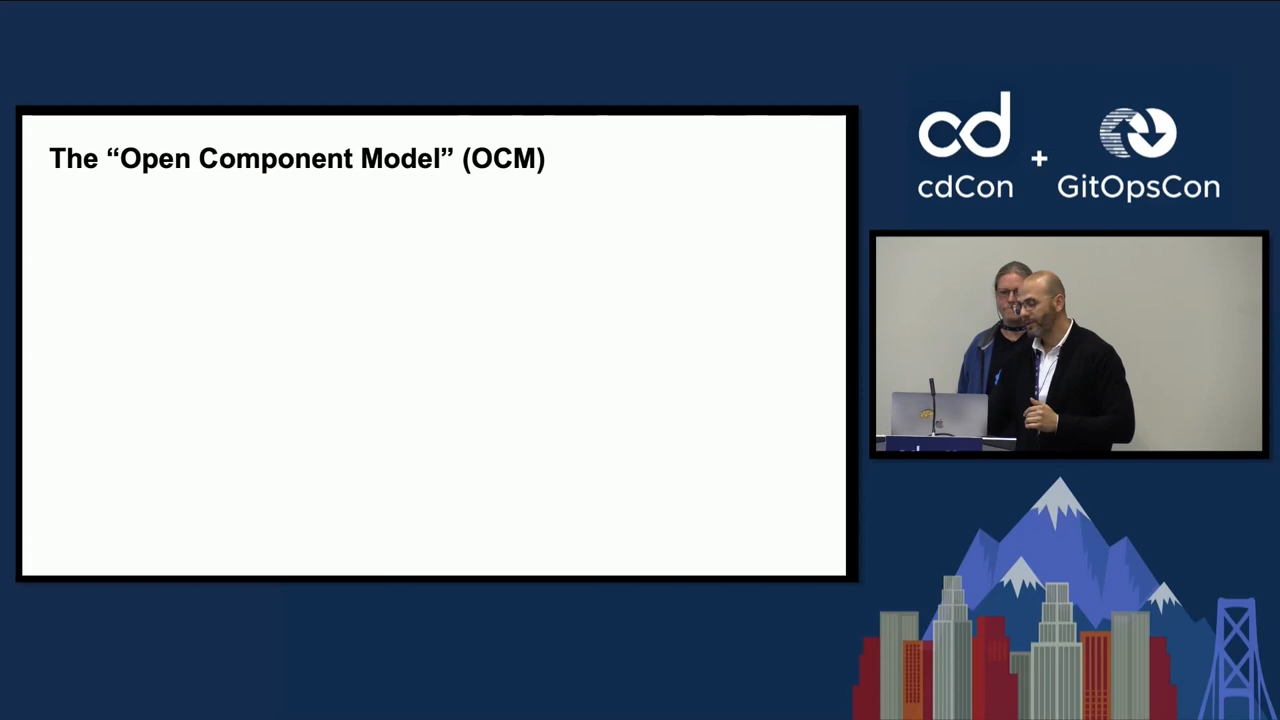 The “Open Component Model” (OCM)
cd
cdCon
+
GitOpsCon